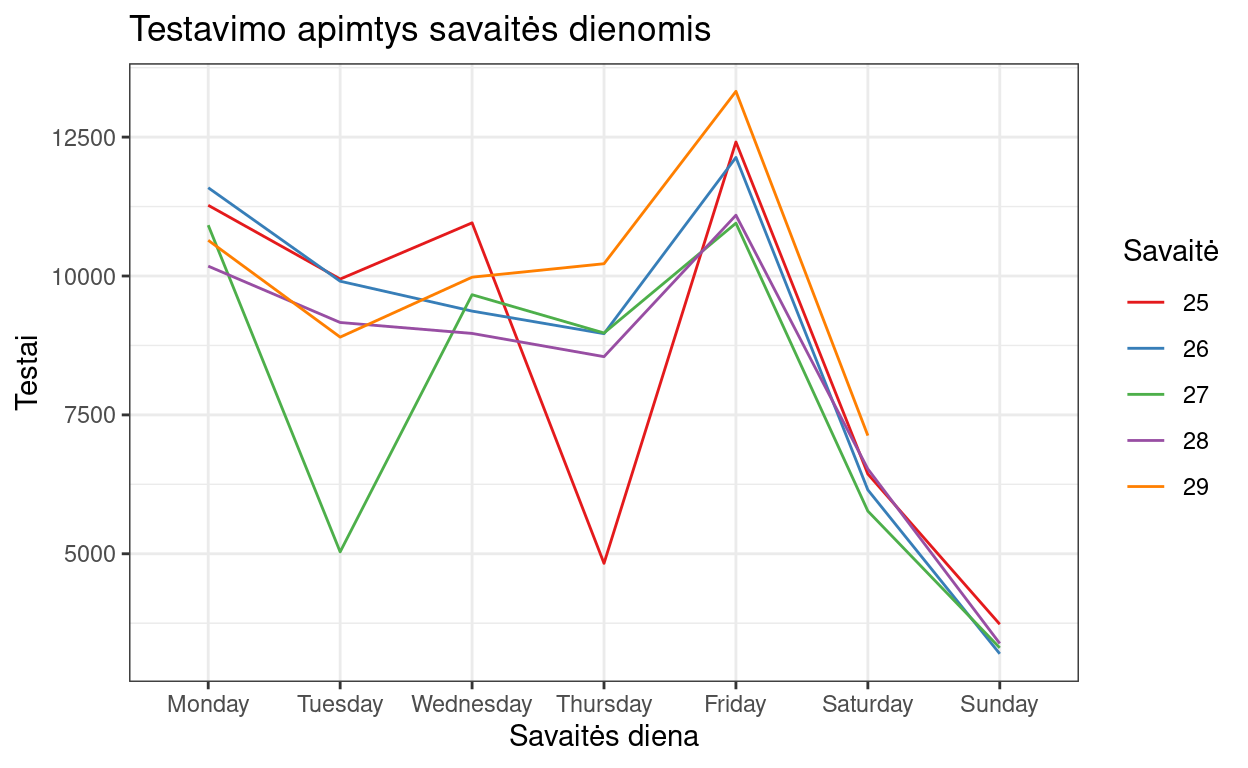 Testavimo apimtys savaitės dienomis
Testai
12500
10000
7500
5000
Monday Tuesday Wednesday Thursday Friday Saturday Sunday
Savaitės diena
Savaitė
25
26
27
28
29